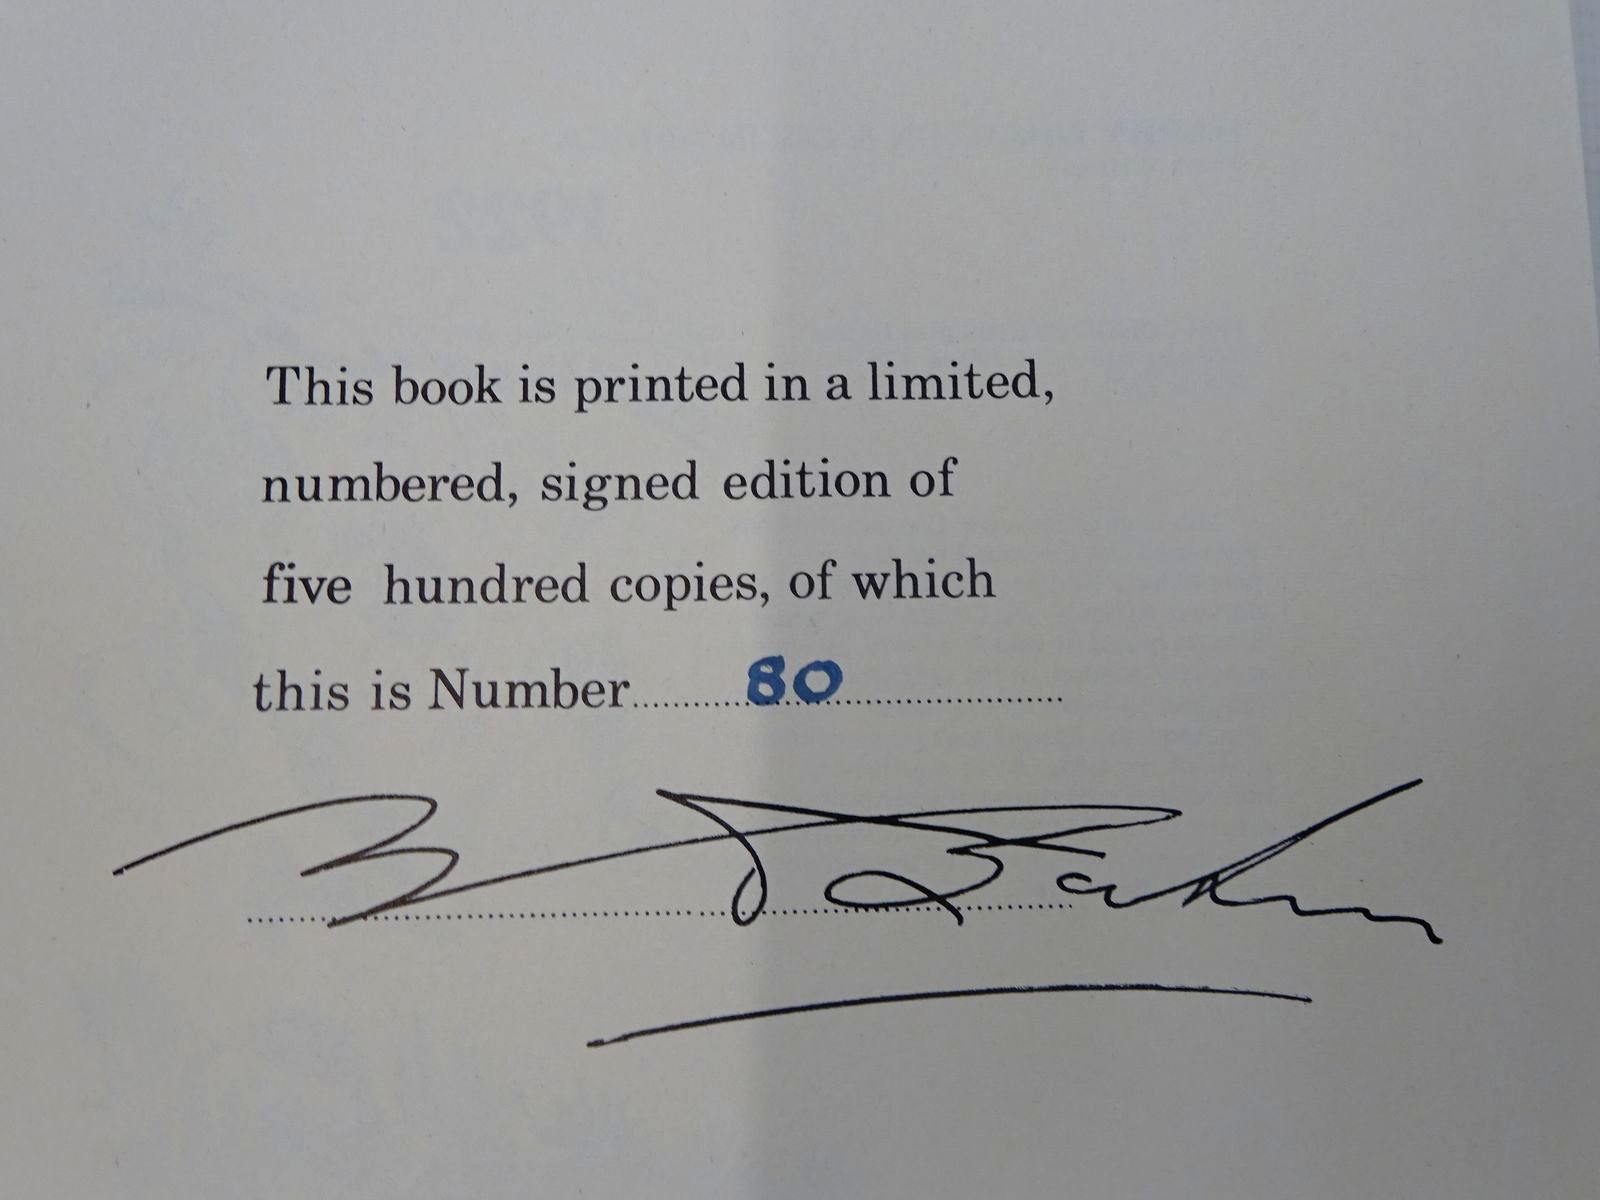 This book is printed in a limited,
numbered, signed edition of
five hundred copies, of which
this is Number 80